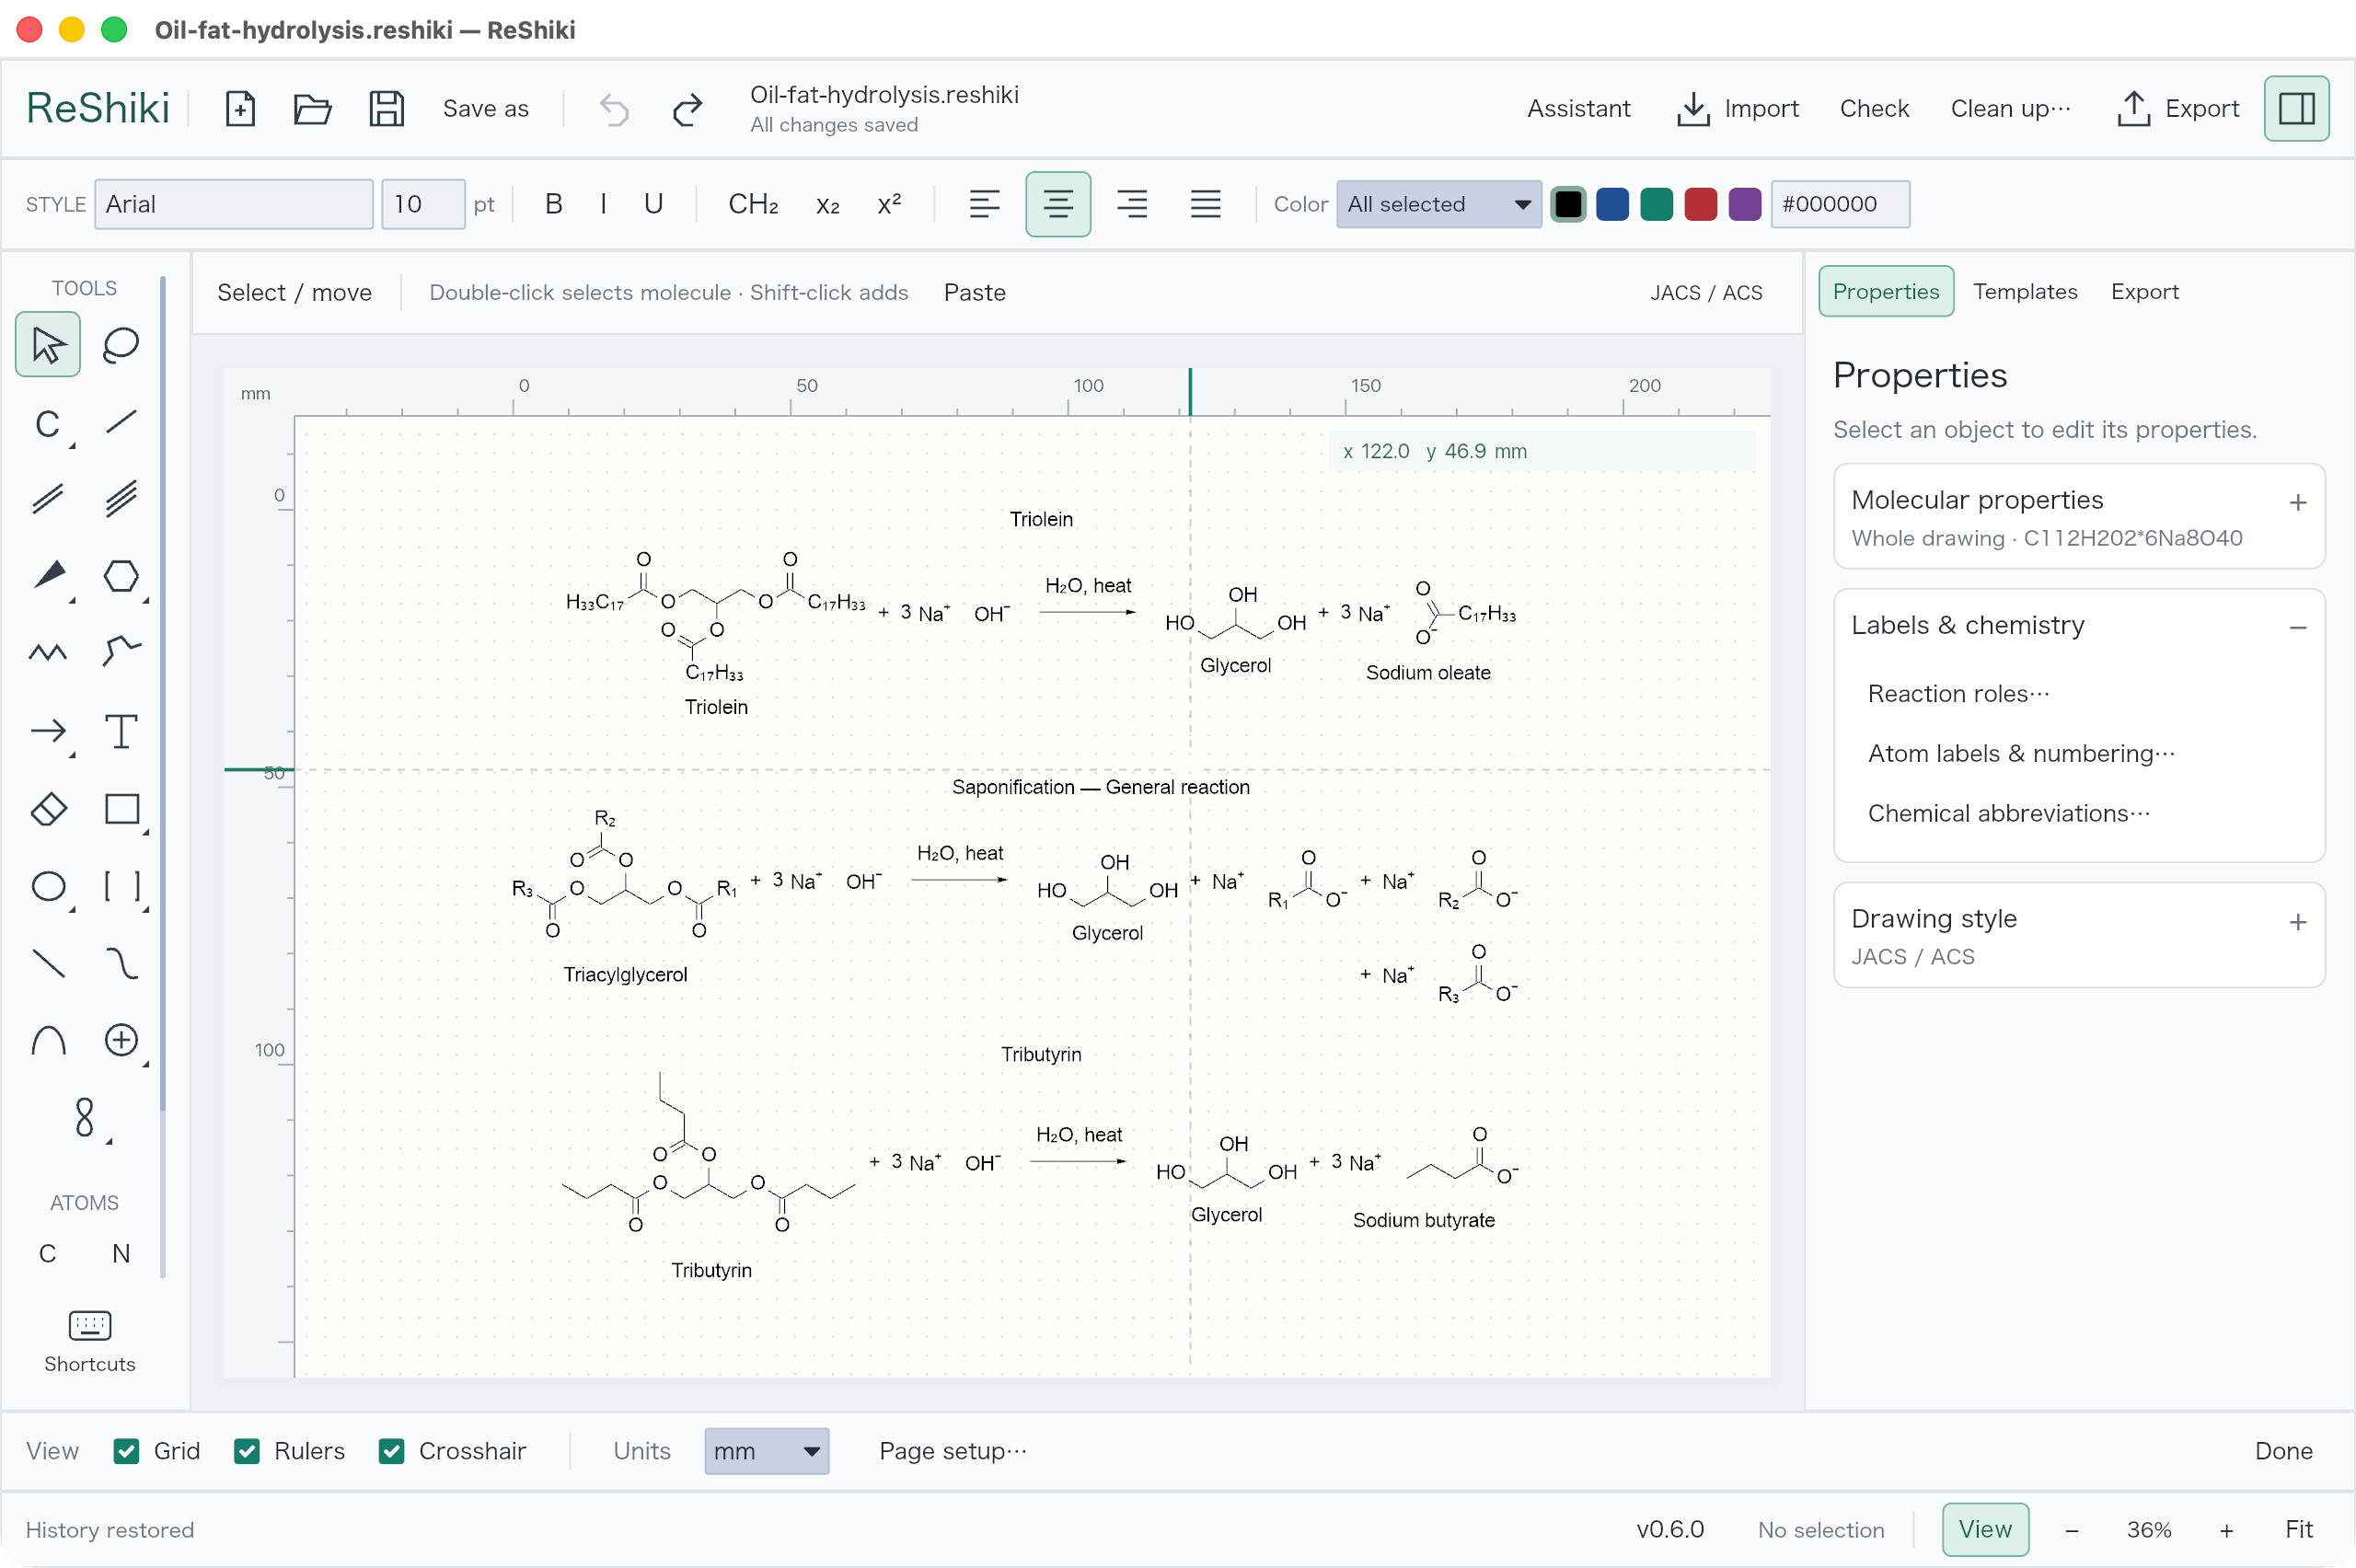 Oil-fat-hydrolysis.reshiki — ReShiki
ReShiki
Save as
Oil-fat-hydrolysis.reshiki
All changes saved
Assistant
Import
Check
Clean up···
Export
STYLE
Arial
10
pt
B
I
U
CH₂
x₂
x²
Color
All selected
#000000
TOOLS
Select / move
Double-click selects molecule · Shift-click adds
Paste
JACS / ACS
Properties
Templates
Export
C
T
ATOMS
C
N
Shortcuts
mm
0
50
100
150
200
0
50
100
x 122.0 y 46.9 mm
Triolein
O
O
H₃₃C₁₇
O
O
C₁₇H₃₃
+ 3 Na⁺ OH⁻
H₂O, heat
O
O
C₁₇H₃₃
Triolein
OH
HO
OH
Glycerol
+ 3 Na⁺
O
C₁₇H₃₃
O⁻
Sodium oleate
Saponification — General reaction
R₂
O
O
R₃
O
O
R₁
O
O
Triacylglycerol
+ 3 Na⁺ OH⁻
H₂O, heat
OH
HO
OH
Glycerol
+ Na⁺
O
R₁
O⁻
+ Na⁺
O
R₂
O⁻
+ Na⁺
O
R₃
O⁻
Tributyrin
O
O
O
O
O
O
Tributyrin
+ 3 Na⁺ OH⁻
H₂O, heat
OH
HO
OH
Glycerol
+ 3 Na⁺
O
O⁻
Sodium butyrate
Properties
Select an object to edit its properties.
Molecular properties
+
Whole drawing · C112H202*6Na8O40
Labels & chemistry
−
Reaction roles···
Atom labels & numbering···
Chemical abbreviations···
Drawing style
+
JACS / ACS
View
Grid
Rulers
Crosshair
Units
mm
Page setup···
Done
History restored
v0.6.0
No selection
View
−
36%
+
Fit